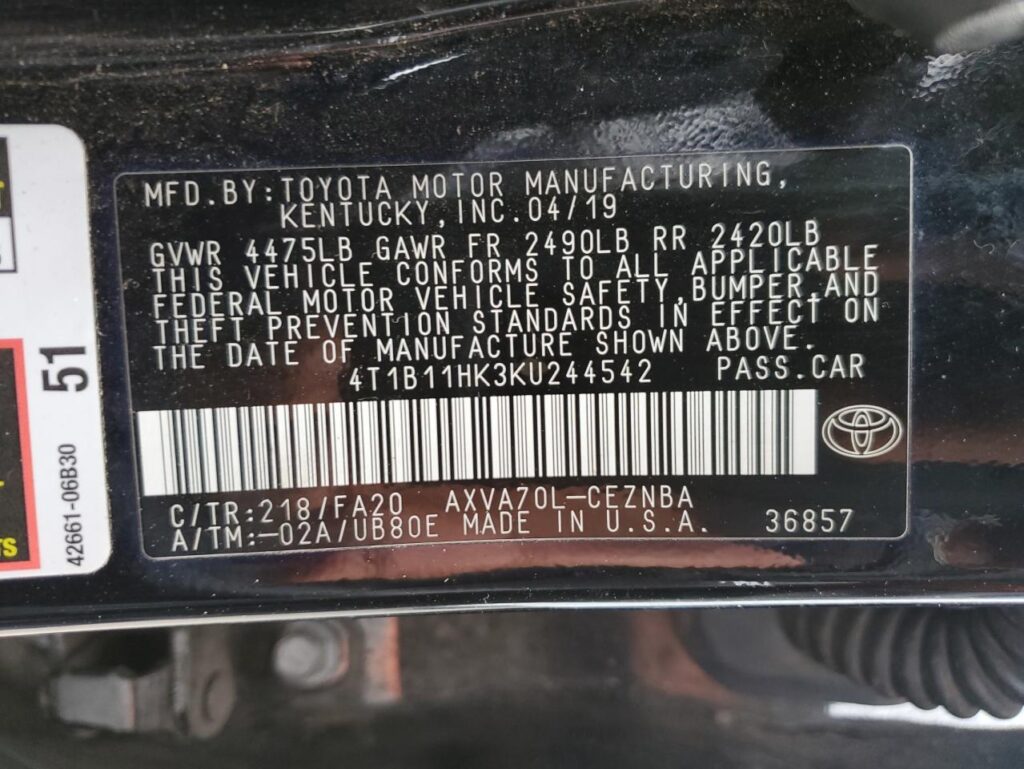 MFD.BY:TOYOTA MOTOR MANUFACTURING,
KENTUCKY,INC.04/19
GVWR 4475LB GAWR FR 2490LB RR 2420LB
THIS VEHICLE CONFORMS TO ALL APPLICABLE
FEDERAL MOTOR VEHICLE SAFETY,BUMPER,AND
THEFT PREVENTION STANDARDS IN EFFECT ON
THE DATE OF MANUFACTURE SHOWN ABOVE.
4T1B11HK3KU244542 PASS.CAR
C/TR:218/FA20 AXVA70L-CEZNBA
A/TM:-02A/UB80E MADE IN U.S.A. 36857
51
42661-06B30